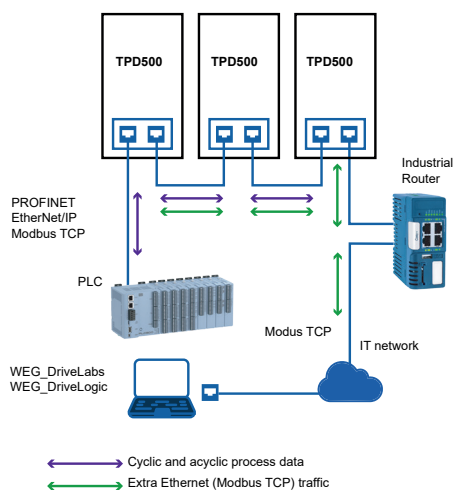 TPD500
TPD500
TPD500
Industrial
Router
PROFINET
EtherNet/IP
Modbus TCP
PLC
Modus TCP
IT network
WEG_DriveLabs
WEG_DriveLogic
Cyclic and acyclic process data
Extra Ethernet (Modbus TCP) traffic